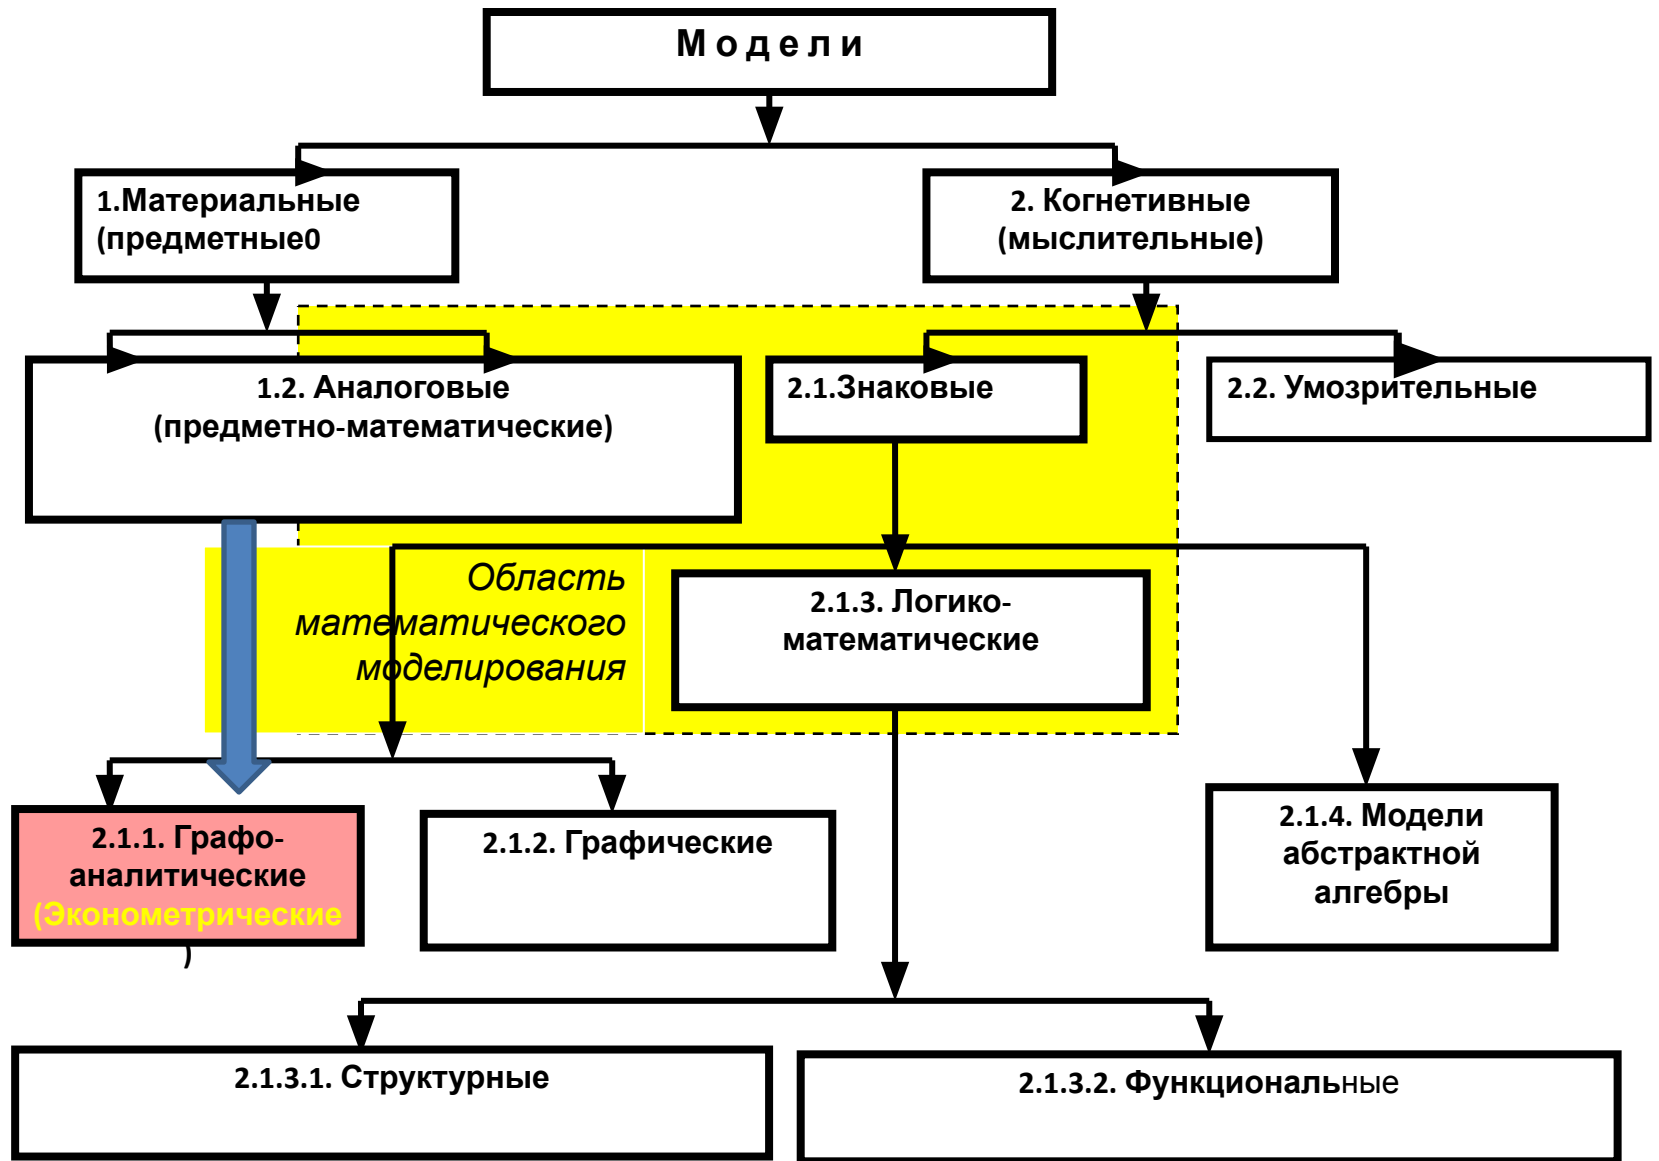 Модели
1.Материальные
(предметные0
2. Когнетивные
(мыслительные)
1.2. Аналоговые
(предметно-математические)
2.1.Знаковые
2.2. Умозрительные
Область
математического
моделирования
2.1.3. Логико-
математические
2.1.1. Графо-
аналитические
(Эконометрические
)
2.1.2. Графические
2.1.4. Модели
абстрактной
алгебры
2.1.3.1. Структурные
2.1.3.2. Функциональные